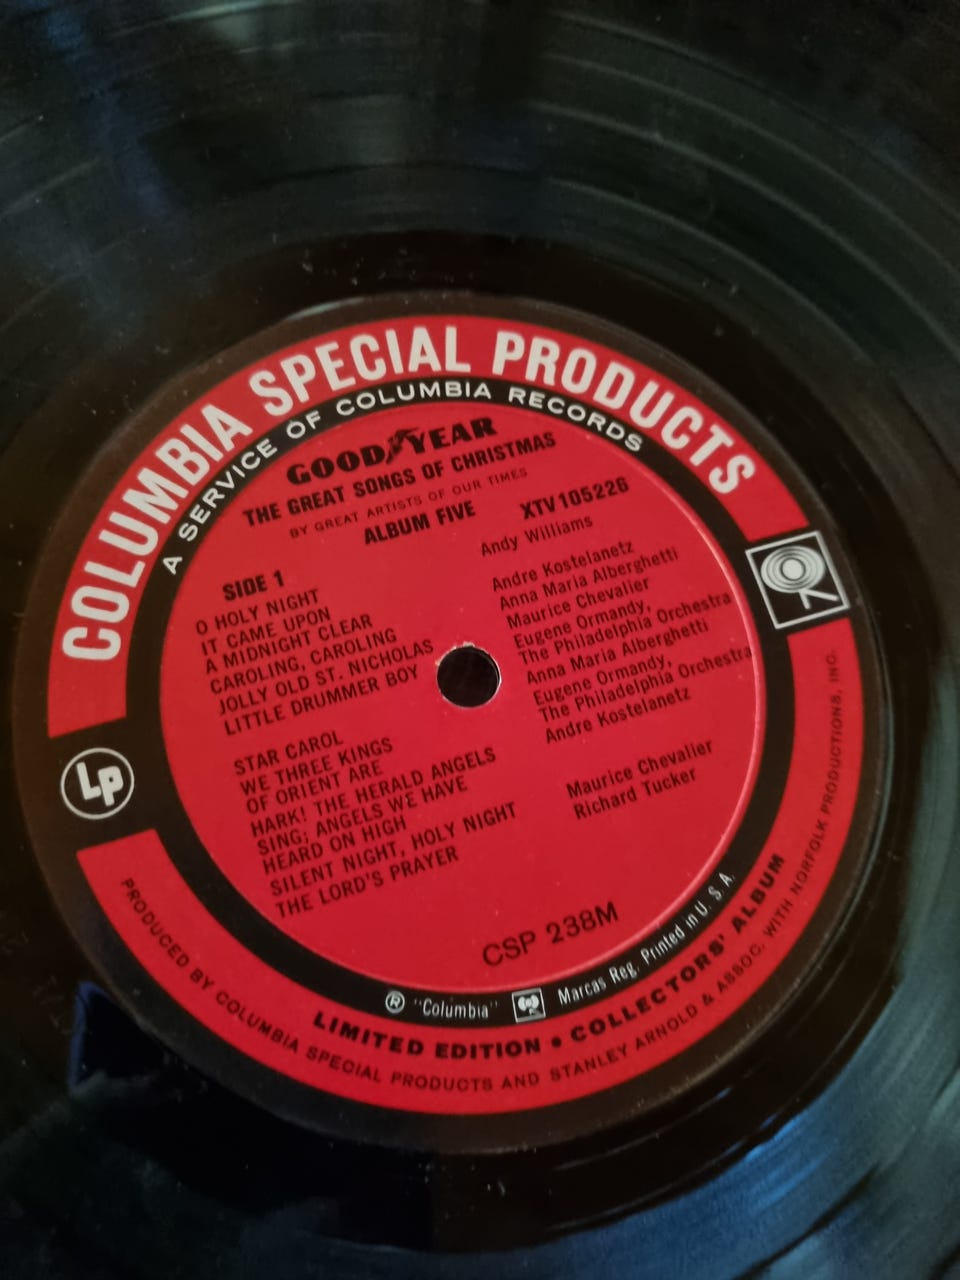 COLUMBIA SPECIAL PRODUCTS
A SERVICE OF COLUMBIA RECORDS
GOODYEAR
THE GREAT SONGS OF CHRISTMAS
BY GREAT ARTISTS OF OUR TIMES
ALBUM FIVE
XTV 105226
SIDE 1
O HOLY NIGHT Andy Williams
IT CAME UPON
A MIDNIGHT CLEAR Andre Kostelanetz
CAROLING, CAROLING Anna Maria Alberghetti
JOLLY OLD ST. NICHOLAS Maurice Chevalier
LITTLE DRUMMER BOY Eugene Ormandy,
The Philadelphia Orchestra
STAR CAROL Anna Maria Alberghetti
WE THREE KINGS Eugene Ormandy,
OF ORIENT ARE The Philadelphia Orchestra
HARK! THE HERALD ANGELS Andre Kostelanetz
SING; ANGELS WE HAVE
HEARD ON HIGH
SILENT NIGHT, HOLY NIGHT Maurice Chevalier
THE LORD'S PRAYER Richard Tucker
CSP 238M
LP
® "Columbia" Marcas Reg. Printed in U. S. A.
LIMITED EDITION • COLLECTORS' ALBUM
PRODUCED BY COLUMBIA SPECIAL PRODUCTS AND STANLEY ARNOLD & ASSOC. WITH NORFOLK PRODUCTIONS, INC.